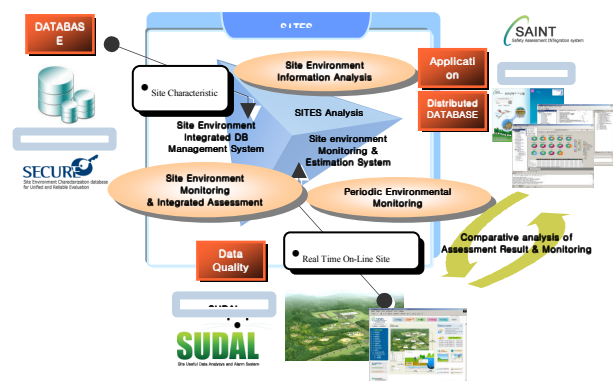 SITES
DATABAS
E
SAINT
Safety Assessment INtegration system
Site Environment
Information Analysis
Applicati
on
• Site Characteristic
SITES Analysis
Distributed
DATABASE
Site Environment
Integrated DB
Management System
Site environment
Monitoring &
Estimation System
SECURE
Site Environment Characterization database
for Unified and Reliable Evaluation
Site Environment
Monitoring
& Integrated Assessment
Periodic Environmental
Monitoring
Comparative analysis of
Assessment Result & Monitoring
Data
Quality
• Real Time On-Line Site
SUDAL
SUDAL
Site Useful Data Analysys and Alarm System